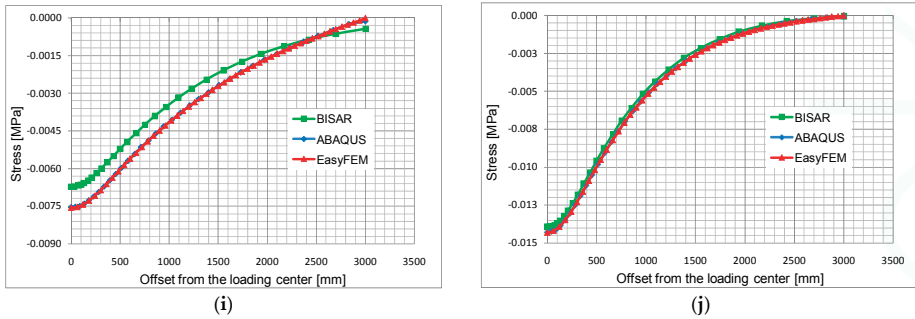 0.0000
-0.0015
-0.0030
-0.0045
-0.0060
-0.0075
-0.0090
Stress [MPa]
BISAR
ABAQUS
EasyFEM
0 500 1000 1500 2000 2500 3000 3500
Offset from the loading center [mm]
(i)
0.000
-0.003
-0.005
-0.008
-0.010
-0.013
-0.015
Stress [MPa]
BISAR
ABAQUS
EasyFEM
0 500 1000 1500 2000 2500 3000 3500
Offset from the loading center [mm]
(j)